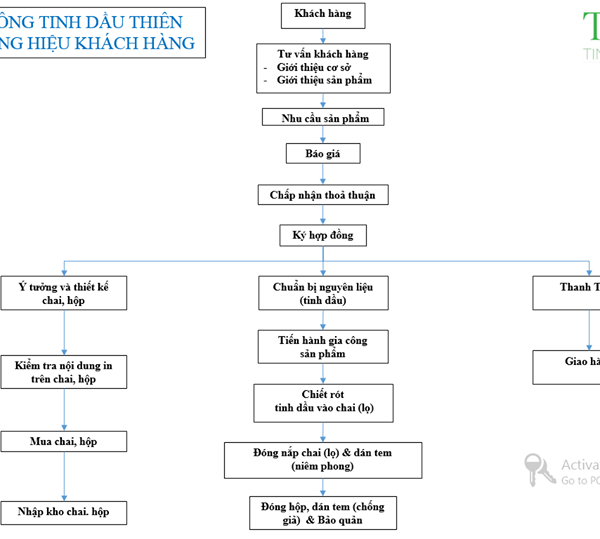 ÔNG TINH DẦU THIÊN
NG HIỆU KHÁCH HÀNG
T
TIN
Khách hàng
Tư vấn khách hàng
- Giới thiệu cơ sở
- Giới thiệu sản phẩm
Nhu cầu sản phẩm
Báo giá
Chấp nhận thoả thuận
Ký hợp đồng
Ý tưởng và thiết kế
chai, hộp
Chuẩn bị nguyên liệu
(tinh dầu)
Thanh T
Tiến hành gia công
sản phẩm
Kiểm tra nội dung in
trên chai, hộp
Giao hà
Chiết rót
tinh dầu vào chai (lọ)
Mua chai, hộp
Đóng nắp chai (lọ) & dán tem
(niêm phong)
Nhập kho chai. hộp
Đóng hộp, dán tem (chống
giả) & Bảo quản
Activa
Go to PC